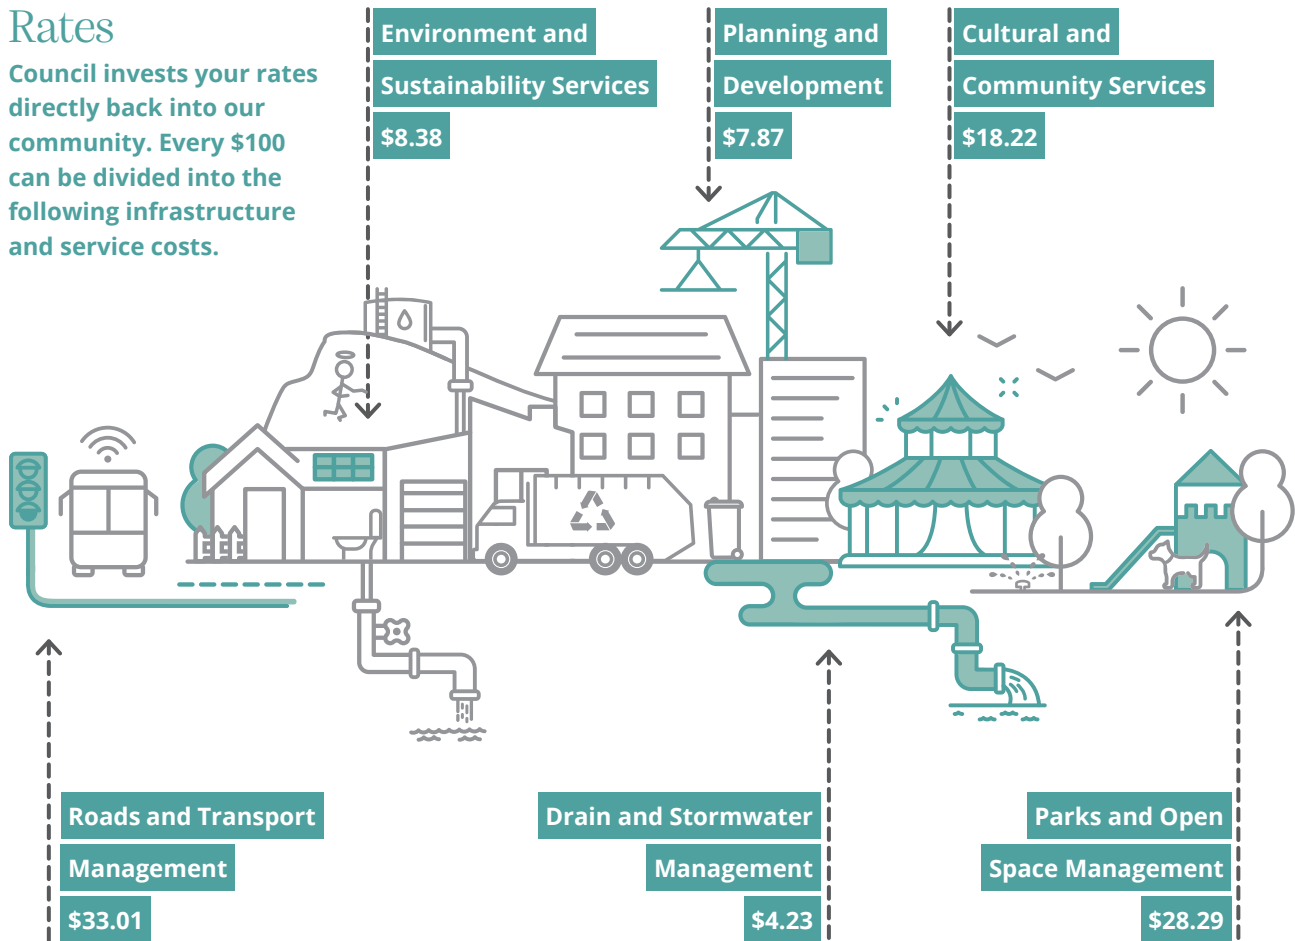 Rates
Council invests your rates
directly back into our
community. Every $100
can be divided into the
following infrastructure
and service costs.
Environment and
Sustainability Services
$8.38
Planning and
Development
$7.87
Cultural and
Community Services
$18.22
Roads and Transport
Management
$33.01
Drain and Stormwater
Management
$4.23
Parks and Open
Space Management
$28.29